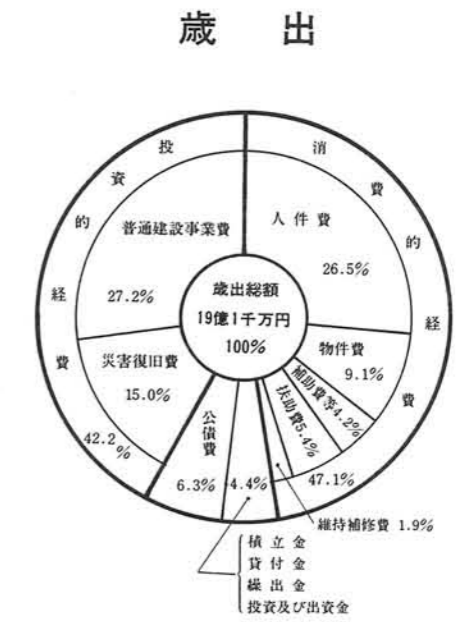 歳出
消費的経費
47.1%
人件費
26.5%
物件費
9.1%
補助費等4.2%
扶助費5.4%
維持補修費 1.9%
4.4%
積立金
貸付金
繰出金
投資及び出資金
公債費
6.3%
投資的経費
42.2%
災害復旧費
15.0%
普通建設事業費
27.2%
歳出総額
19億1千万円
100%